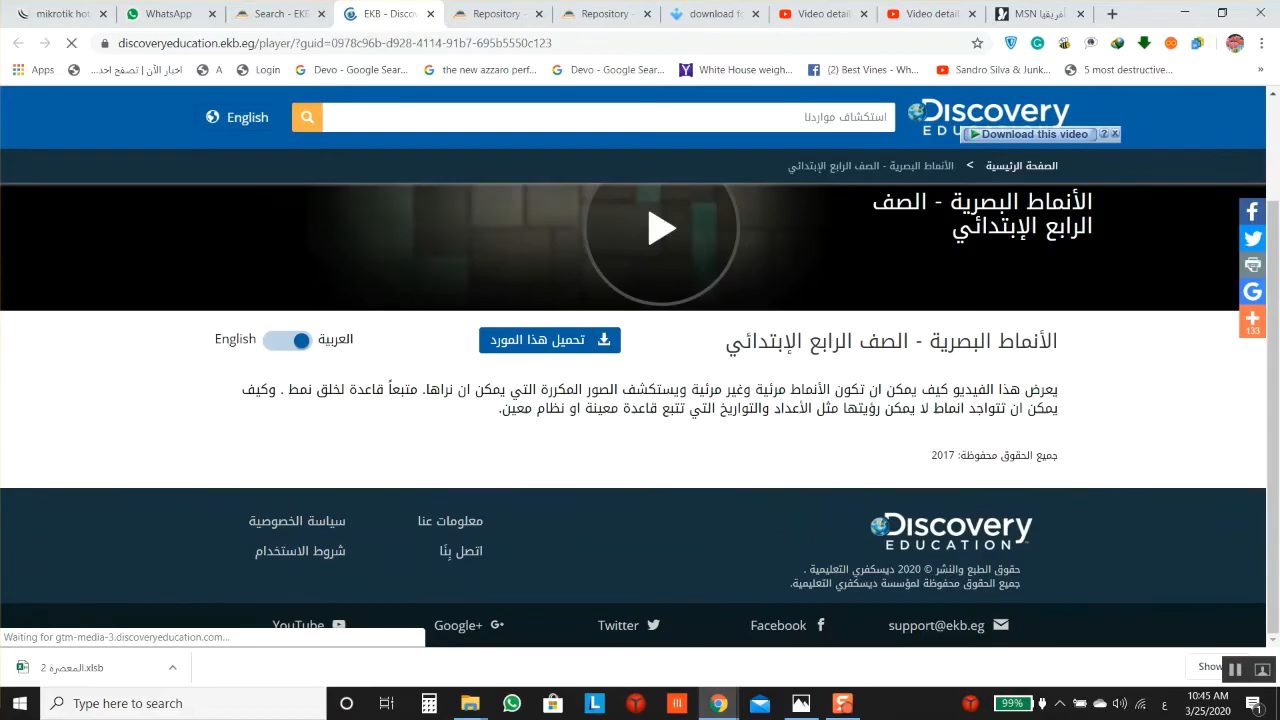 mikrotik hot
WhatsApp
Search - EKB
EKB - Discov
Repository -
Repository -
download fo
Video detail
Video detail
MSN أفريقيا
discoveryeducation.ekb.eg/player/?guid=0978c96b-d928-4114-91b7-695b5550c123
Apps
اخبار الآن | تصفح احد...
A
Login
Devo - Google Sear...
the new azzaro perf...
Devo - Google Sear...
White House weigh...
(2) Best Vines - Wh...
Sandro Silva & Junk...
5 most destructive...
»
English
استكشاف مواردنا
Discovery
EDU
Download this video
? X
الصفحة الرئيسية > الأنماط البصرية - الصف الرابع الإبتدائي
الأنماط البصرية - الصف
الرابع الإبتدائي
133
الأنماط البصرية - الصف الرابع الإبتدائي
تحميل هذا المورد
العربية
English
يعرض هذا الفيديو كيف يمكن ان تكون الأنماط مرئية وغير مرئية ويستكشف الصور المكررة التي يمكن ان نراها. متبعاً قاعدة لخلق نمط . وكيف
يمكن ان تتواجد انماط لا يمكن رؤيتها مثل الأعداد والتواريخ التي تتبع قاعدة معينة او نظام معين.
جميع الحقوق محفوظة: 2017
Discovery
EDUCATION
حقوق الطبع والنشر © 2020 ديسكفري التعليمية .
جميع الحقوق محفوظة لمؤسسة ديسكفري التعليمية.
معلومات عنا
سياسة الخصوصية
اتصل بِنَا
شروط الاستخدام
support@ekb.eg
Facebook
Twitter
Google+
YouTube
Waiting for gtm-media-3.discoveryeducation.com...
المعصرة 2.xlsb
Show
Type here to search
99%
ع
10:45 AM
3/25/2020
1